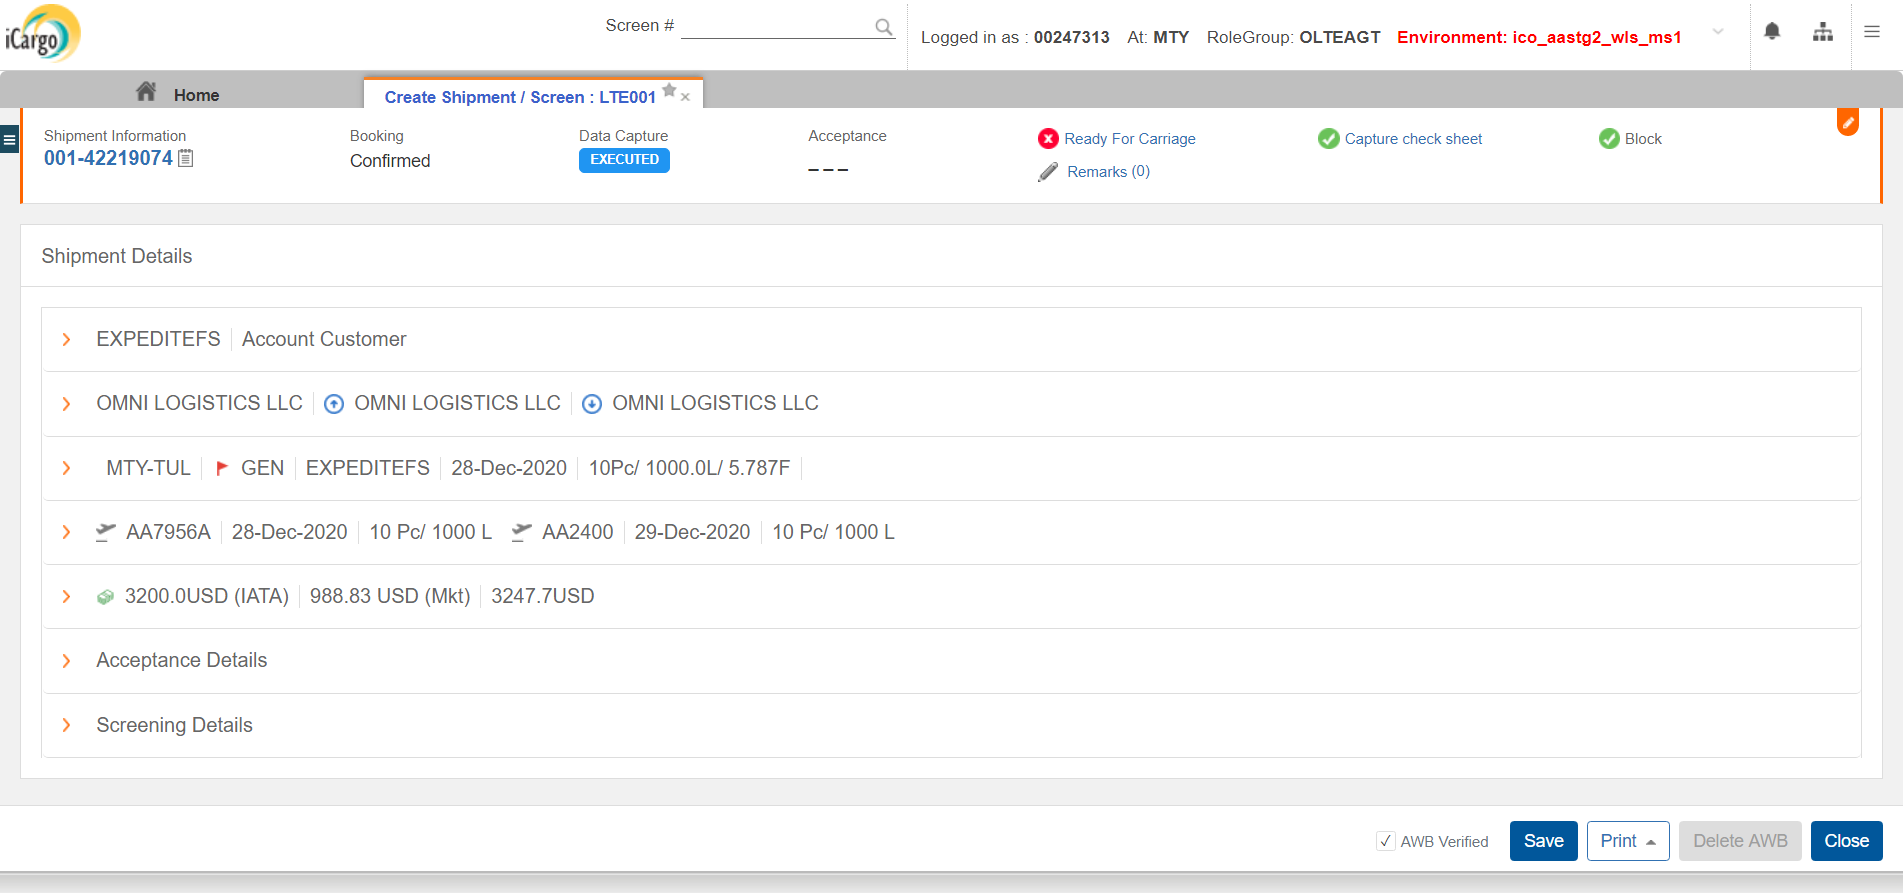 iCargo
Screen #
Logged in as : 00247313 At: MTY RoleGroup: OLTEAGT Environment: ico_aastg2_wls_ms1
Home
Create Shipment / Screen : LTE001
Shipment Information
001-42219074
Booking
Confirmed
Data Capture
EXECUTED
Acceptance
---
Ready For Carriage
Remarks (0)
Capture check sheet
Block
Shipment Details
EXPEDITEFS Account Customer
OMNI LOGISTICS LLC OMNI LOGISTICS LLC OMNI LOGISTICS LLC
MTY-TUL GEN EXPEDITEFS 28-Dec-2020 10Pc/ 1000.0L/ 5.787F
AA7956A 28-Dec-2020 10 Pc/ 1000 L AA2400 29-Dec-2020 10 Pc/ 1000 L
3200.0USD (IATA) 988.83 USD (Mkt) 3247.7USD
Acceptance Details
Screening Details
AWB Verified Save Print Delete AWB Close